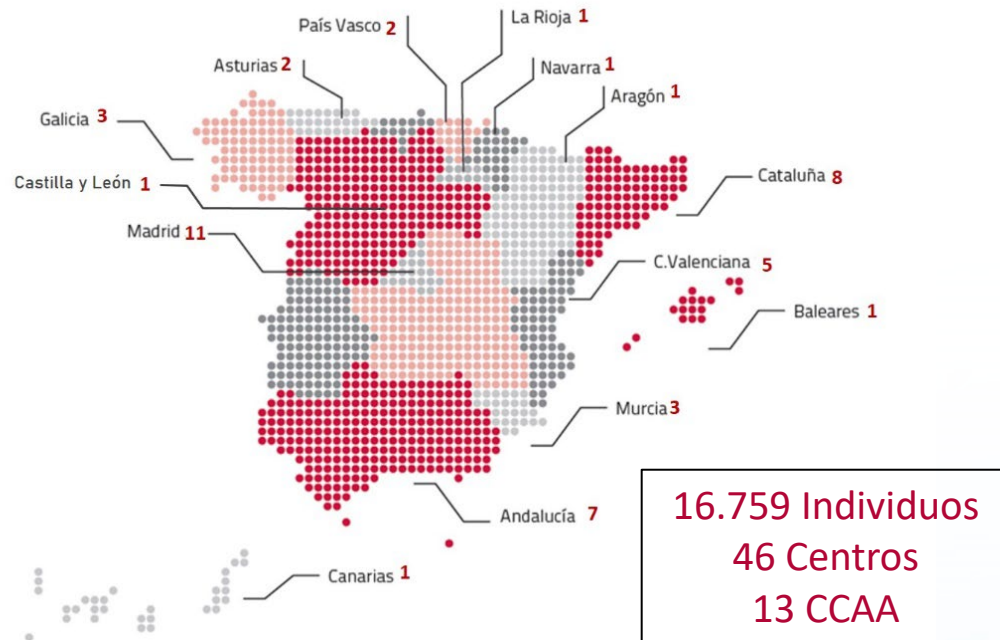 La Rioja 1
País Vasco 2
Asturias 2
Navarra 1
Aragón 1
Galicia 3
Cataluña 8
Castilla y León 1
Madrid 11
C.Valenciana 5
Baleares 1
Murcia 3
Andalucía 7
Canarias 1
16.759 Individuos
46 Centros
13 CCAA